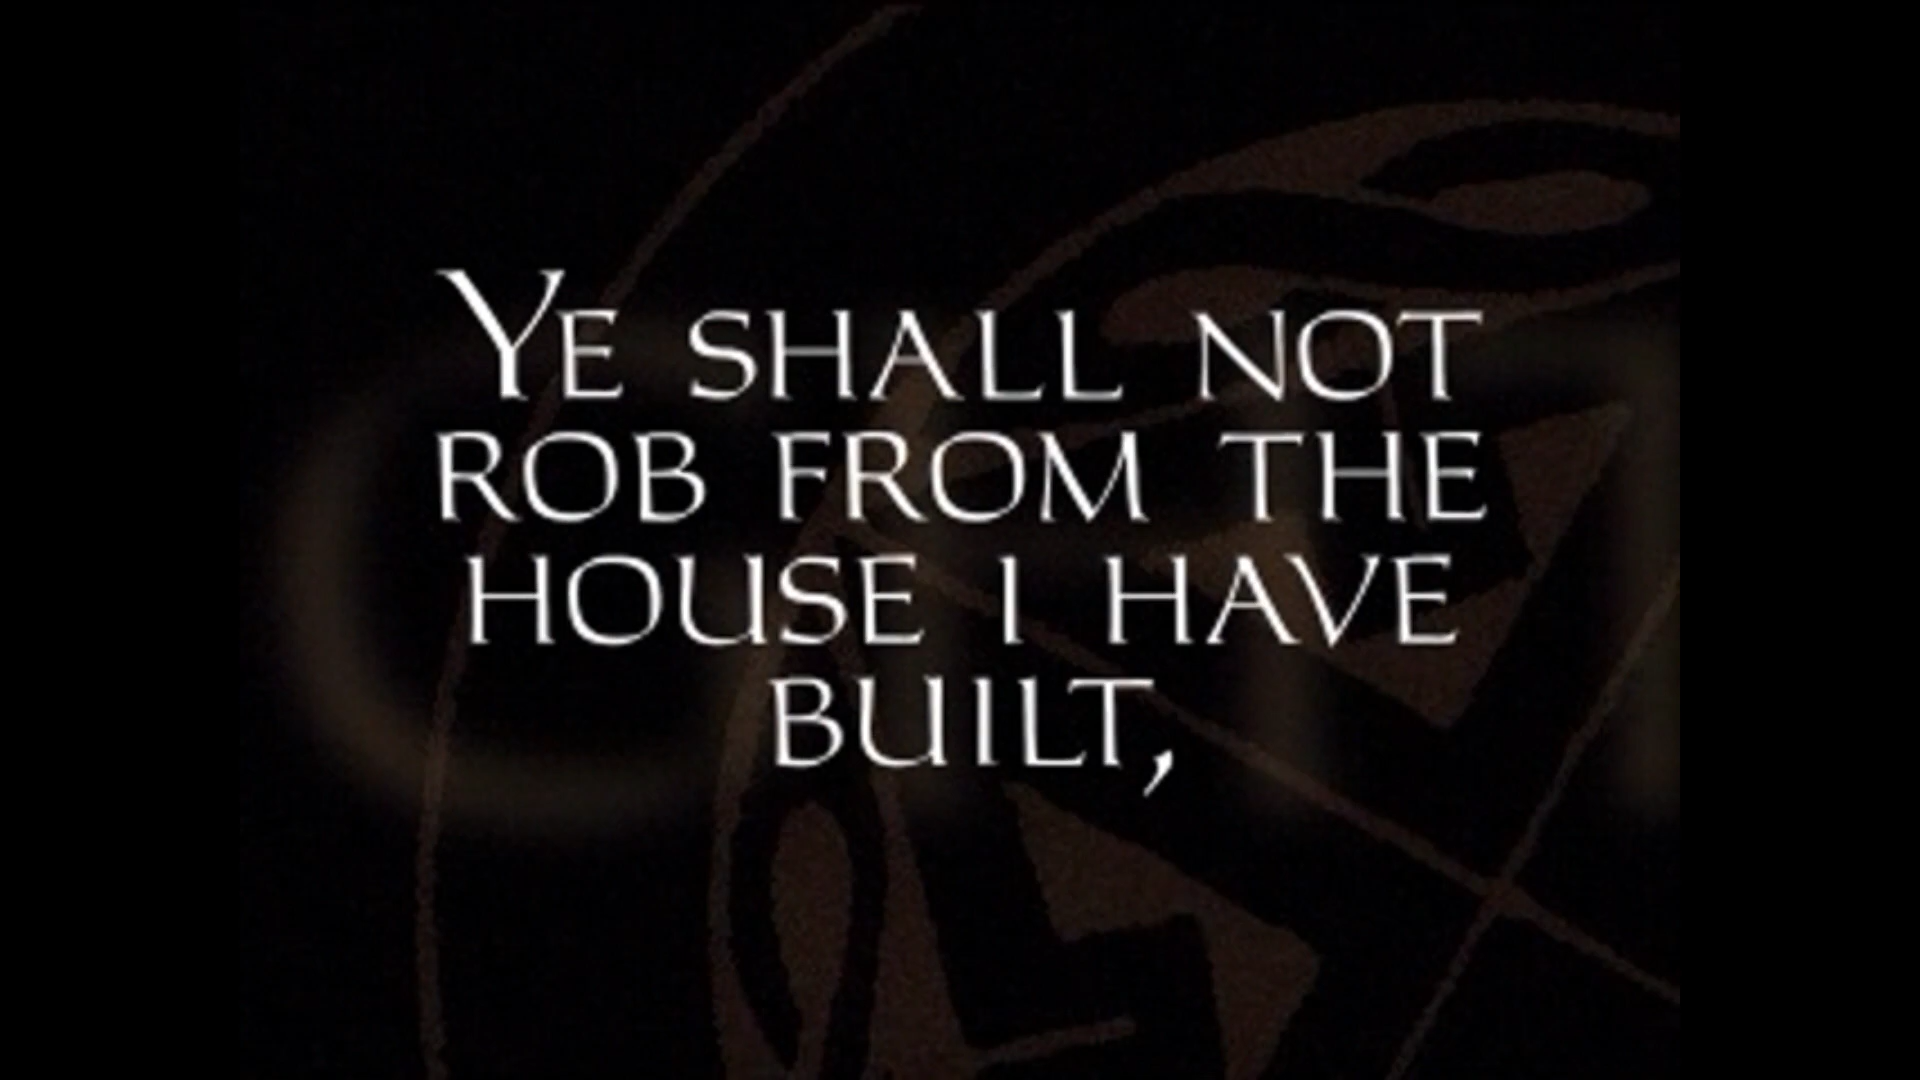 Ye shall not
rob from the
house I have
built,